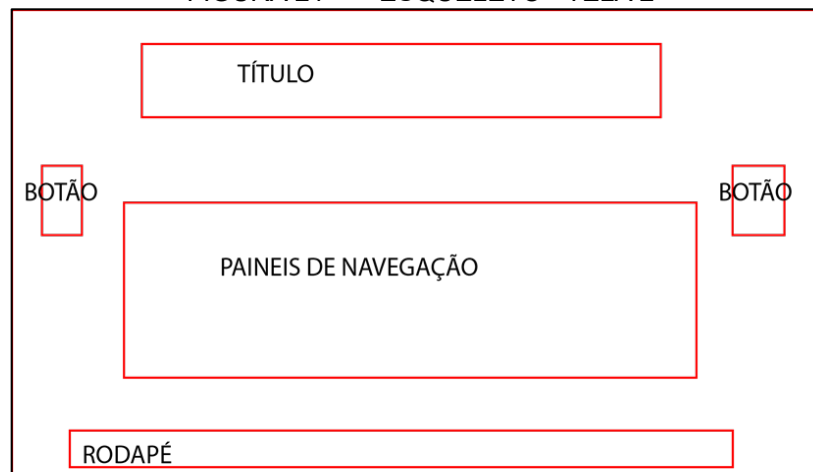 TÍTULO
BOTÃO
BOTÃO
PAINEIS DE NAVEGAÇÃO
RODAPÉ